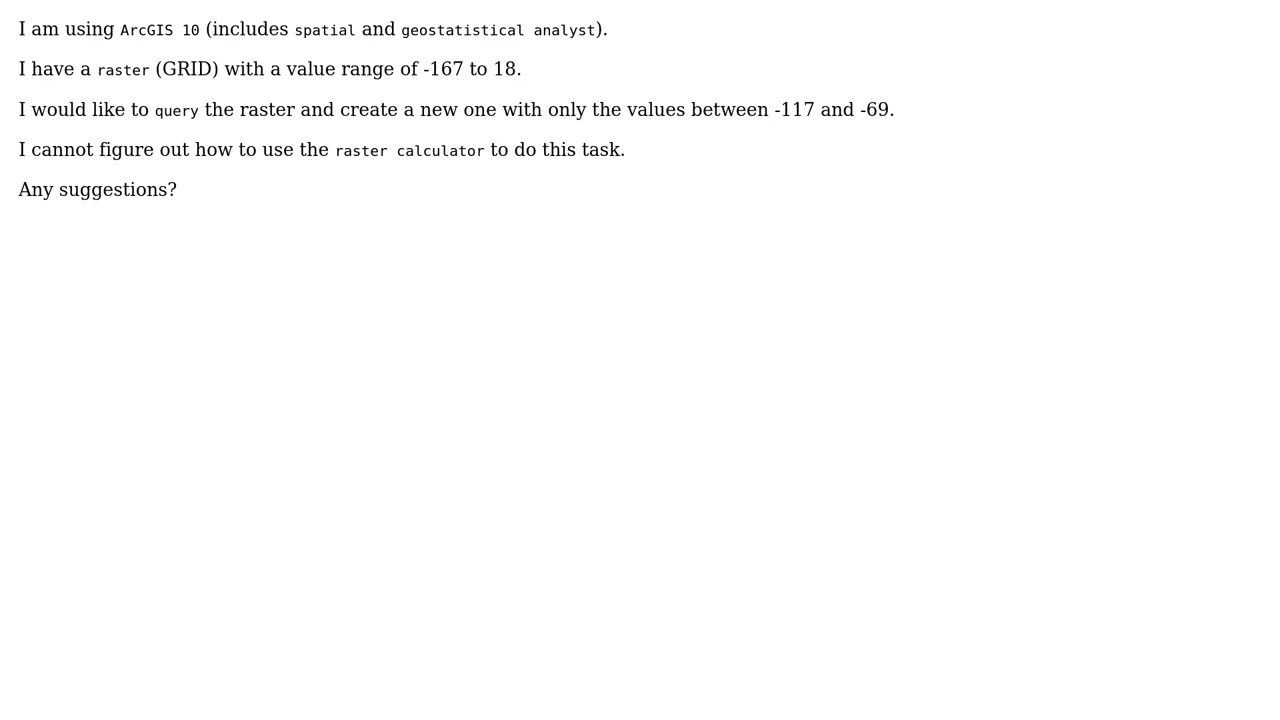 I am using ArcGIS 10 (includes spatial and geostatistical analyst).
I have a raster (GRID) with a value range of -167 to 18.
I would like to query the raster and create a new one with only the values between -117 and -69.
I cannot figure out how to use the raster calculator to do this task.
Any suggestions?